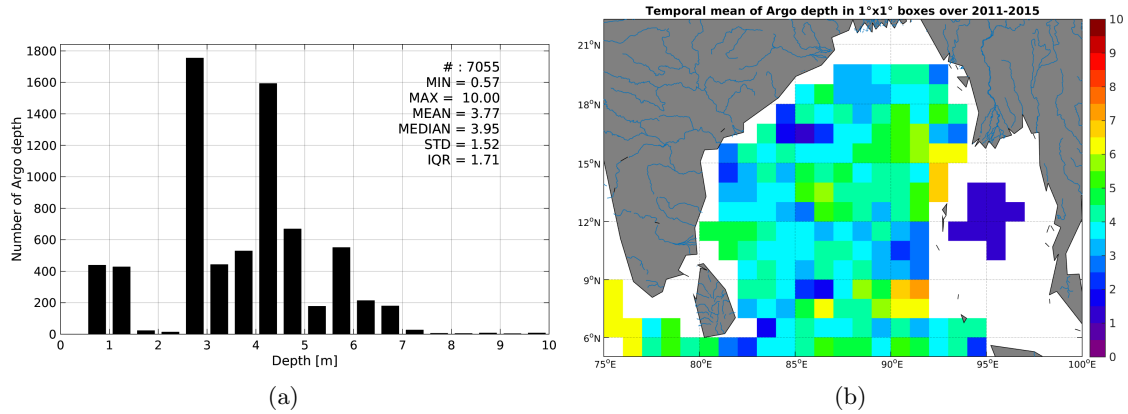 Number of Argo depth
1800
1600
1400
1200
1000
800
600
400
200
0
# : 7055
MIN = 0.57
MAX = 10.00
MEAN = 3.77
MEDIAN = 3.95
STD = 1.52
IQR = 1.71
0 1 2 3 4 5 6 7 8 9 10
Depth [m]
(a)
Temporal mean of Argo depth in 1°x1° boxes over 2011-2015
21°N
18°N
15°N
12°N
9°N
6°N
75°E 80°E 85°E 90°E 95°E 100°E
10
9
8
7
6
5
4
3
2
1
0
(b)